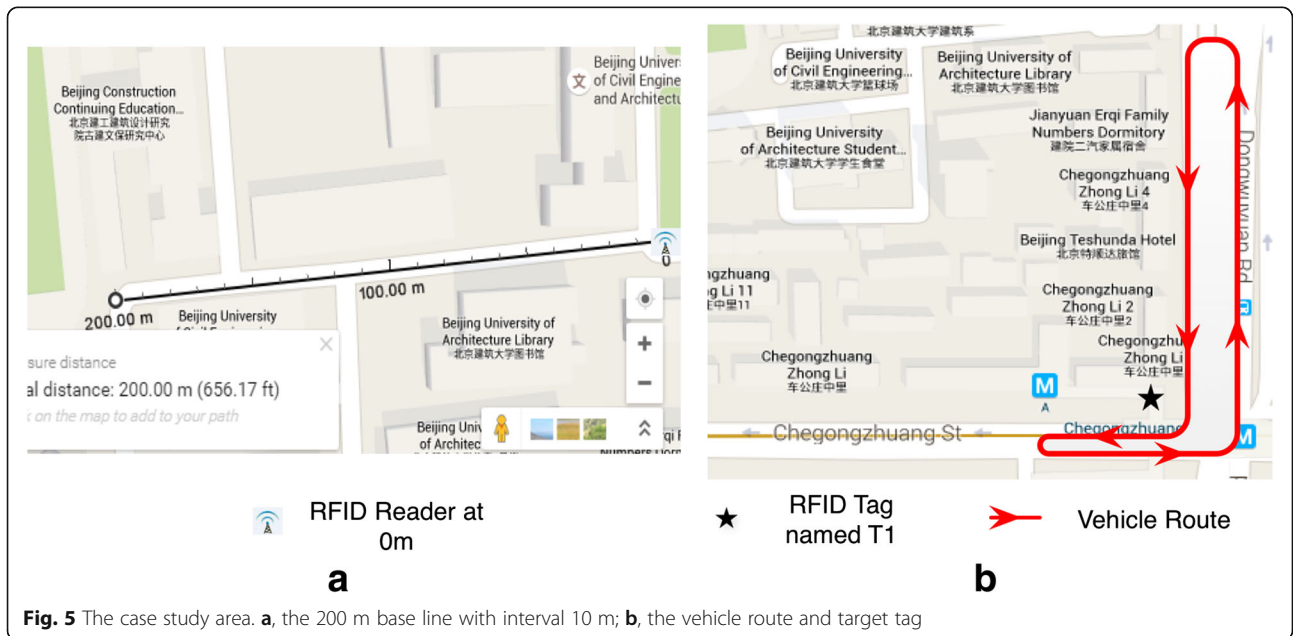 Beijing Construction
Continuing Education...
北京建工建筑设计研究
院古建文保研究中心
文
Beijing Univers
of Civil Engine
and Architectu
0
100.00 m
200.00 m
Beijing University
Beijing University of
Architecture Library
北京建筑大学图书馆
sure distance
al distance: 200.00 m (656.17 ft)
on the map to add to your path
Beijing Univ
of Architec
RFID Reader at
0m
a
北京建筑大学建筑系
Beijing University
of Civil Engineering...
北京建筑大学篮球场
Beijing University of
Architecture Library
北京建筑大学图书馆
Beijing University
of Architecture Student...
北京建筑大学学生食堂
Jianyuan Erqi Family
Numbers Dormitory
建院二汽家属宿舍
Chegongzhuang
Zhong Li 4
车公庄中里4
Dongwuyuan Rd
Beijing Teshunda Hotel
北京特顺达旅馆
ngzhuang
g Li 11
庄中里11
Chegongzhuang
Zhong Li 2
车公庄中里2
Chegongzhu
Zhong Li
车公庄中里
Chegongzhuang
Zhong Li
车公庄中里
M
A
Chegongzhuang St
Chegongzhuang
M
RFID Tag
named T1
Vehicle Route
b
Fig. 5 The case study area. a, the 200 m base line with interval 10 m; b, the vehicle route and target tag